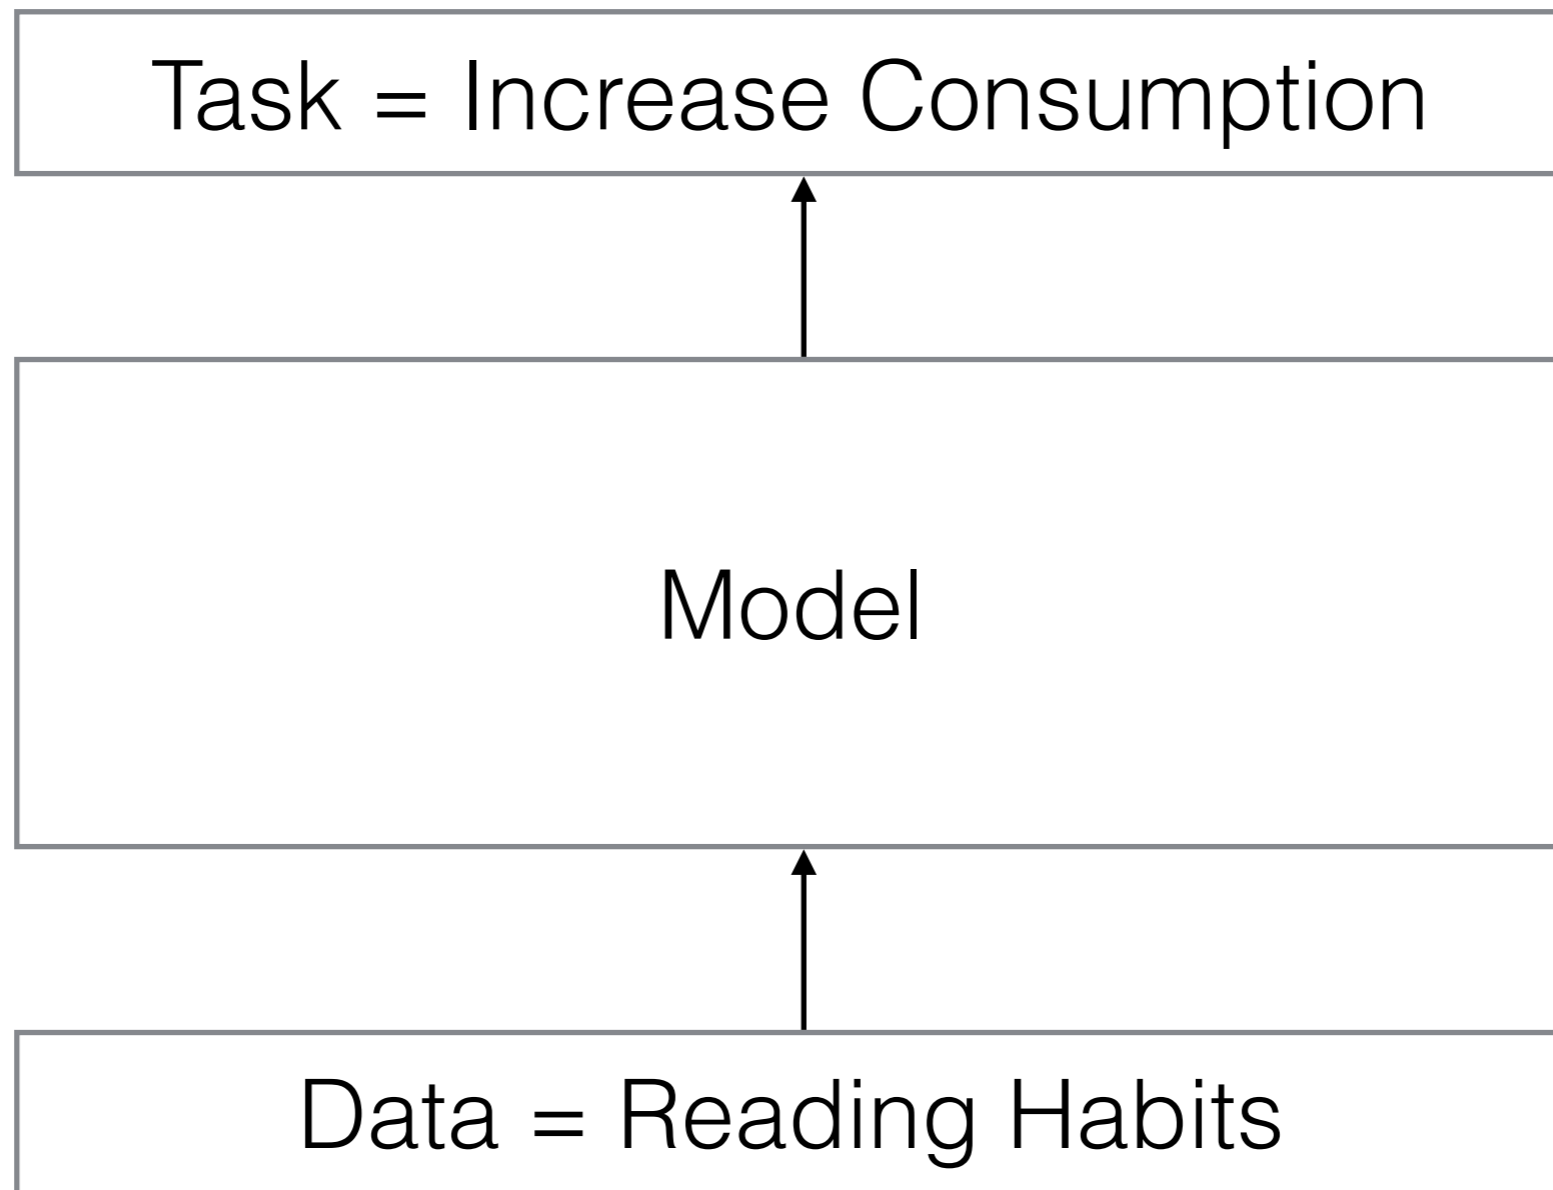 Task = Increase Consumption
Model
Data = Reading Habits